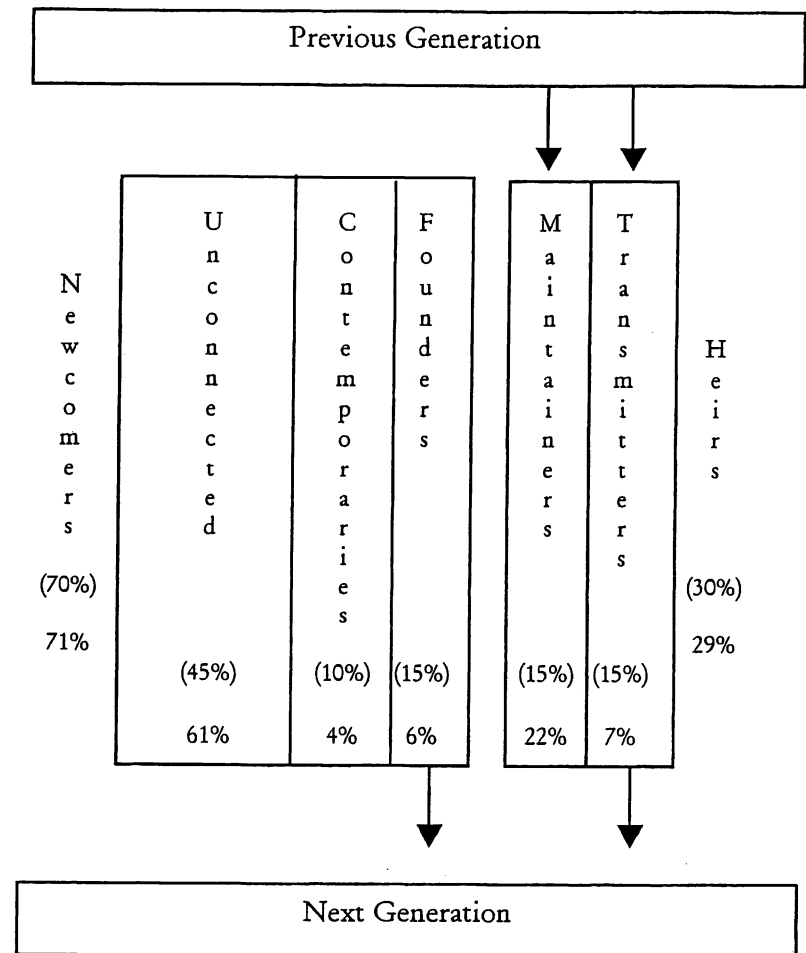 Previous Generation
Newcomers
(70%)
71%
Unconnected
(45%)
61%
Contemporaries
(10%)
4%
Founders
(15%)
6%
Maintainers
(15%)
22%
Transmitters
(15%)
7%
Heirs
(30%)
29%
Next Generation